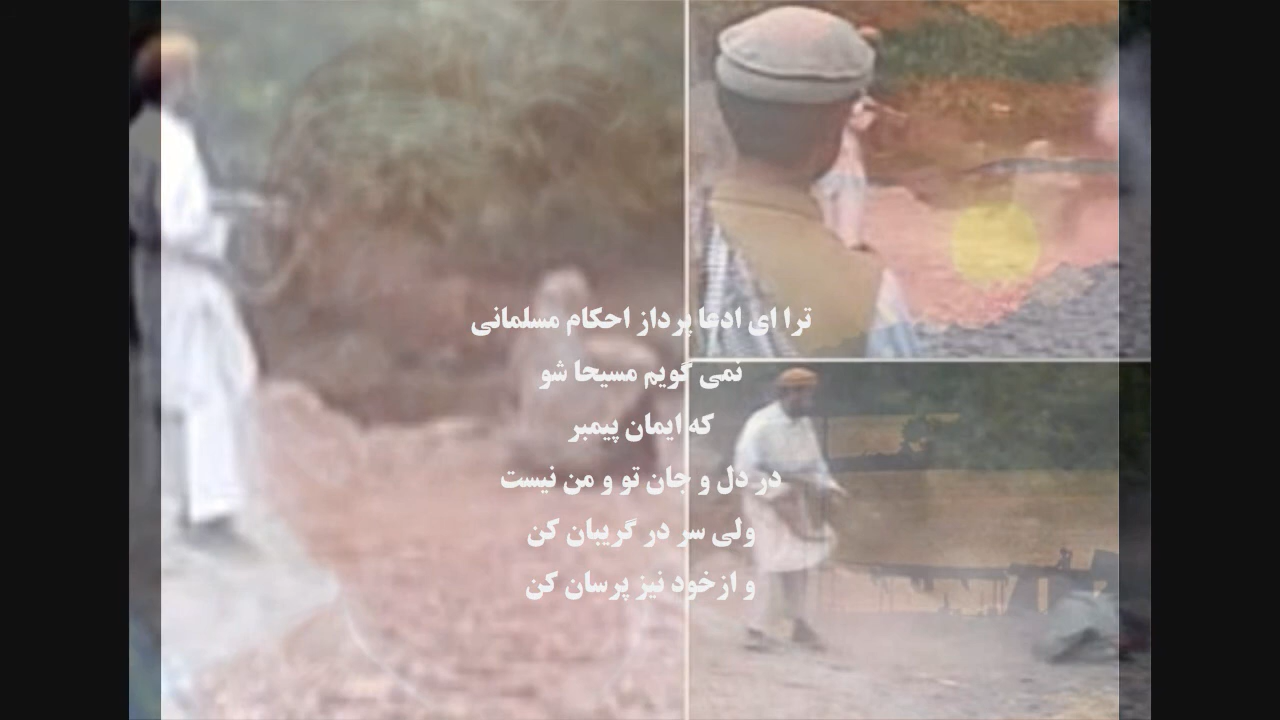 ترا ای ادعا پرداز احکام مسلمانی
نمی گویم مسیحا شو
که ایمان پیمبر
در دل و جان تو و من نیست
ولی سر در گریبان کن
و ازخود نیز پرسان کن